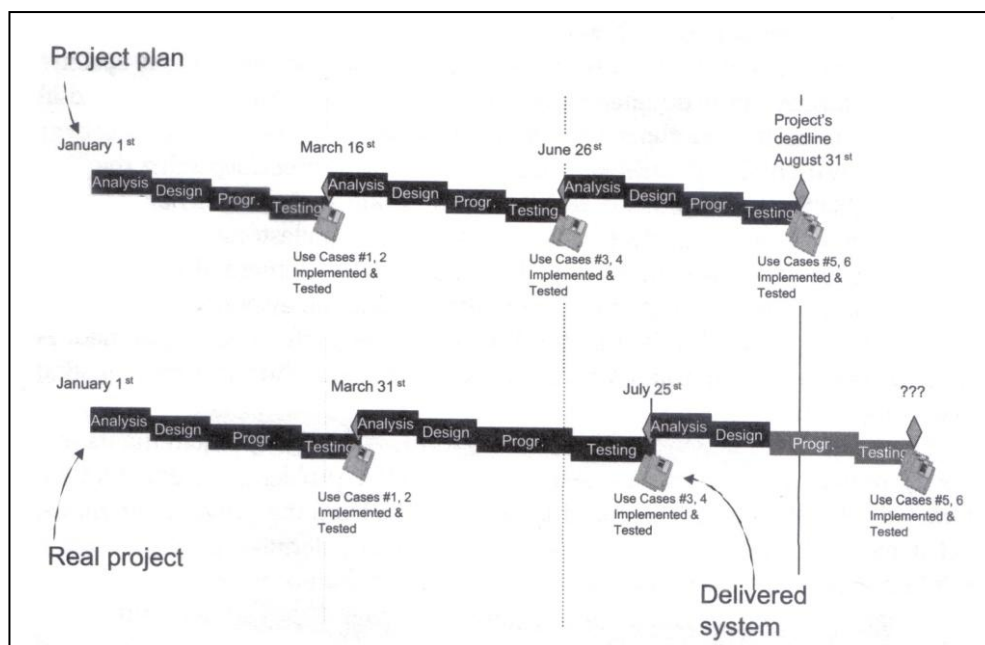 Project plan
Project's
deadline
January 1st
March 16st
June 26st
August 31st
Analysis
Design
Progr.
Testing
Analysis
Design
Progr.
Testing
Analysis
Design
Progr.
Testing
Use Cases #1, 2
Implemented &
Tested
Use Cases #3, 4
Implemented &
Tested
Use Cases #5, 6
Implemented &
Tested
January 1st
March 31st
July 25st
???
Analysis
Design
Progr.
Testing
Analysis
Design
Progr.
Testing
Analysis
Design
Progr.
Testing
Use Cases #1, 2
Implemented &
Tested
Use Cases #3, 4
Implemented &
Tested
Use Cases #5, 6
Implemented &
Tested
Real project
Delivered
system